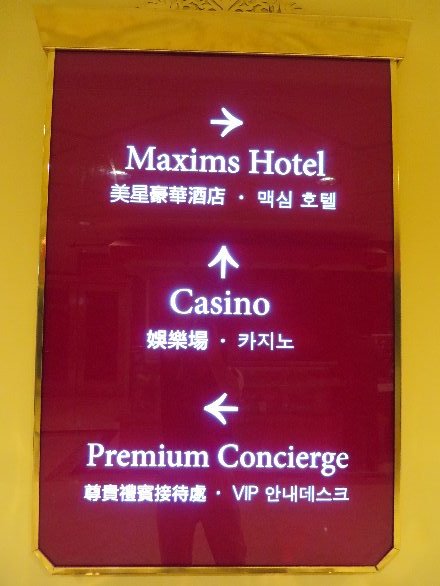 →
Maxims Hotel
美星豪華酒店 · 맥심 호텔
↑
Casino
娛樂場 · 카지노
←
Premium Concierge
尊貴禮賓接待處 · VIP 안내데스크